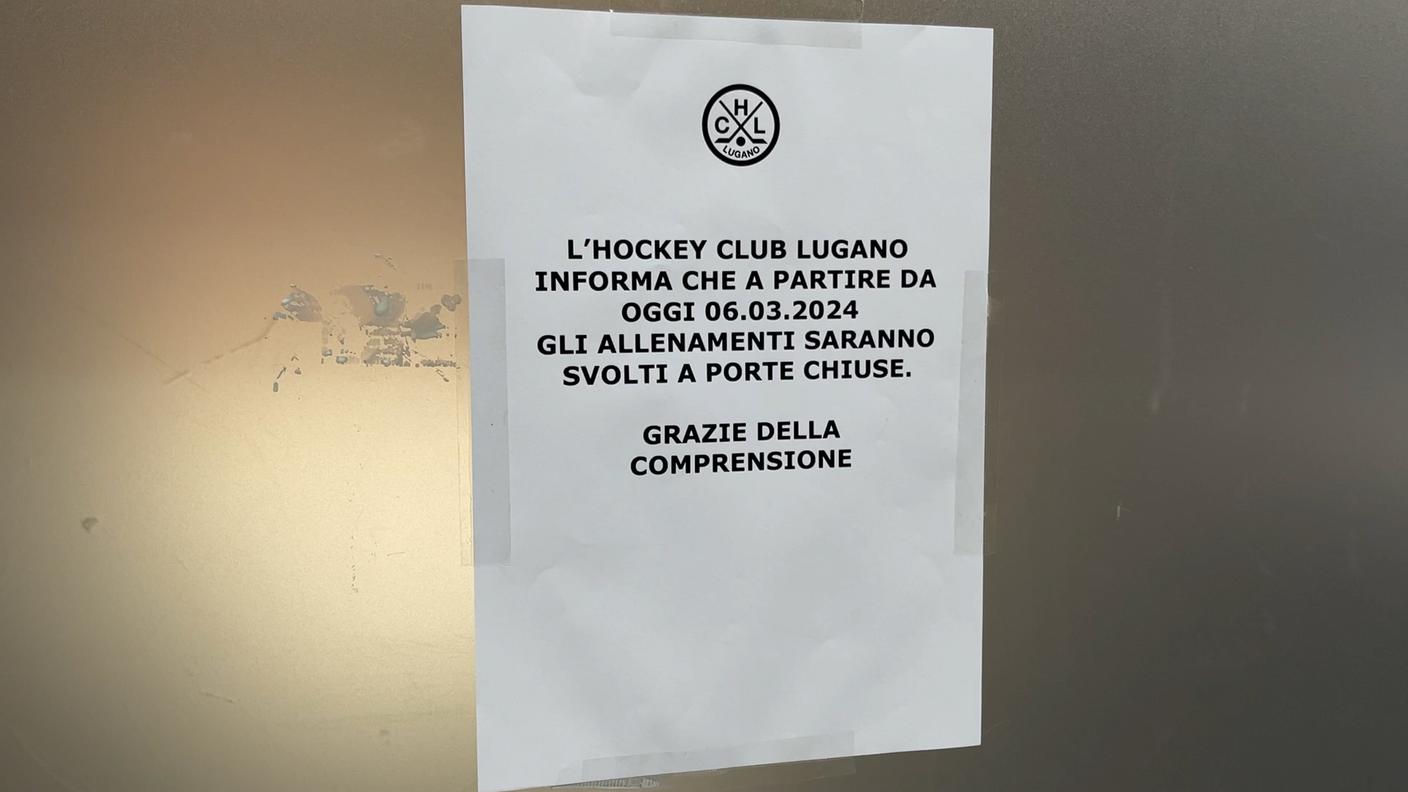 H
C L
LUGANO
L'HOCKEY CLUB LUGANO
INFORMA CHE A PARTIRE DA
OGGI 06.03.2024
GLI ALLENAMENTI SARANNO
SVOLTI A PORTE CHIUSE.
GRAZIE DELLA
COMPRENSIONE